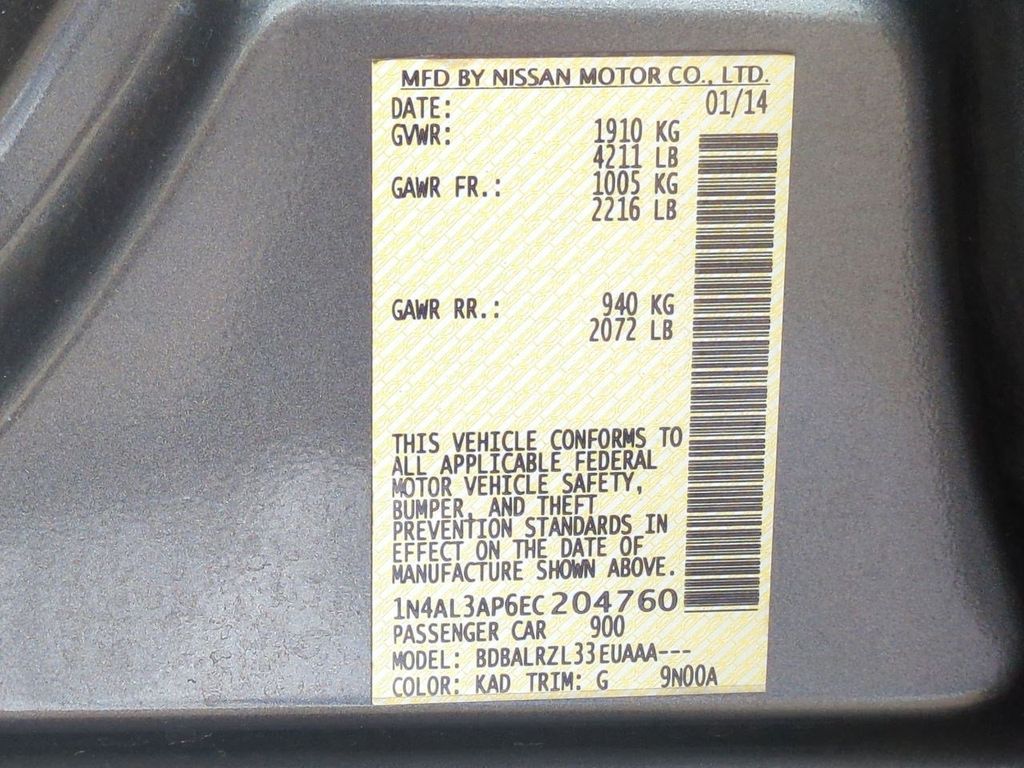 MFD BY NISSAN MOTOR CO., LTD.
DATE: 01/14
GVWR: 1910 KG
4211 LB
GAWR FR.: 1005 KG
2216 LB
GAWR RR.: 940 KG
2072 LB
THIS VEHICLE CONFORMS TO
ALL APPLICABLE FEDERAL
MOTOR VEHICLE SAFETY,
BUMPER, AND THEFT
PREVENTION STANDARDS IN
EFFECT ON THE DATE OF
MANUFACTURE SHOWN ABOVE.
1N4AL3AP6EC204760
PASSENGER CAR 900
MODEL: BDBALRZL33EUAAA---
COLOR: KAD TRIM: G 9N00A